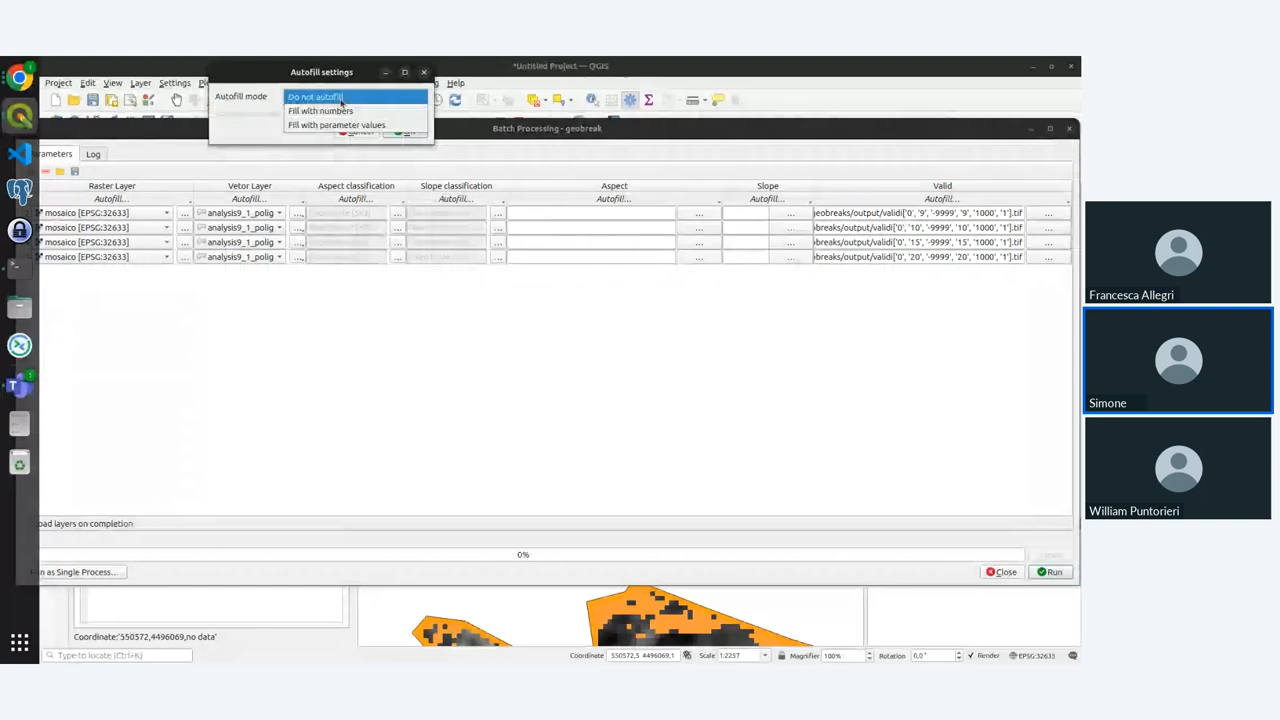 *Untitled Project — QGIS
Project Edit View Layer Settings
Help
Autofill settings
Autofill mode
Do not autofill
Fill with numbers
Fill with parameter values
Batch Processing - geobreak
Log
Raster Layer Vetor Layer Aspect classification Slope classification Aspect Slope Valid
Autofill... Autofill... Autofill... Autofill... Autofill... Autofill... Autofill...
mosaico [EPSG:32633] ... analysis9_1_polig ... ... ... ... ... geobreaks/output/validi['0', '9', '-9999', '9', '1000', '1'].tif ...
mosaico [EPSG:32633] ... analysis9_1_polig ... ... ... ... ... breaks/output/validi['0', '10', '-9999', '10', '1000', '1'].tif ...
mosaico [EPSG:32633] ... analysis9_1_polig ... ... ... ... ... breaks/output/validi['0', '15', '-9999', '15', '1000', '1'].tif ...
mosaico [EPSG:32633] ... analysis9_1_polig ... ... ... ... ... breaks/output/validi['0', '20', '-9999', '20', '1000', '1'].tif ...
oad layers on completion
0%
n as Single Process...
Close Run
Coordinate:'550572,4496069,no data'
Type to locate (Ctrl+K)
Coordinate 550572,5 4496069,1 Scale 1:2257 Magnifier 100% Rotation 0,0° Render EPSG:32633
Francesca Allegri
Simone
William Puntorieri